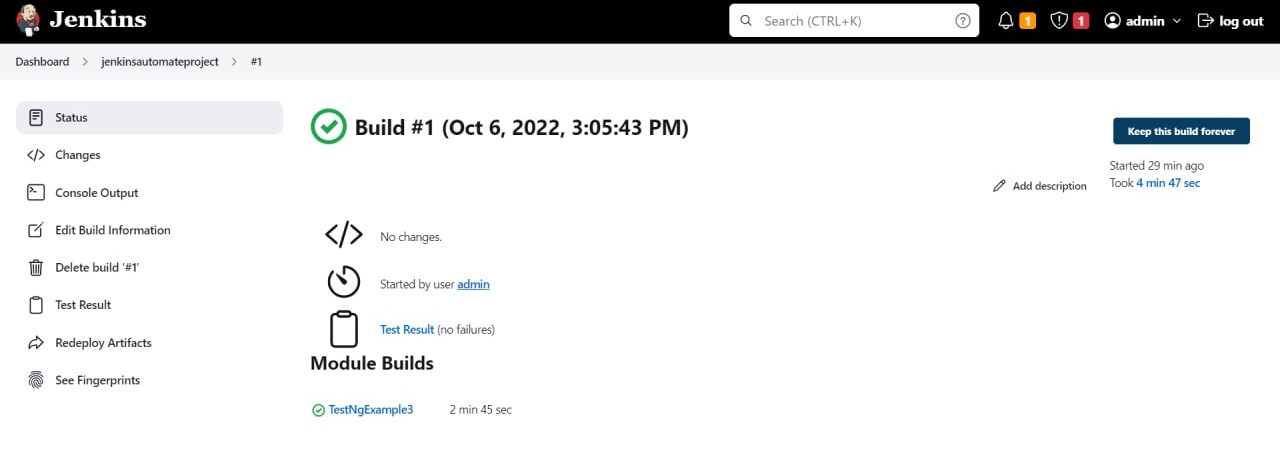 Jenkins
Search (CTRL+K)
1
1
admin
log out
Dashboard
jenkinsautomateproject
#1
Status
Changes
Console Output
Edit Build Information
Delete build ‘#1’
Test Result
Redeploy Artifacts
See Fingerprints
Build #1 (Oct 6, 2022, 3:05:43 PM)
Keep this build forever
Started 29 min ago
Took 4 min 47 sec
Add description
No changes.
Started by user admin
Test Result (no failures)
Module Builds
TestNgExample3 2 min 45 sec